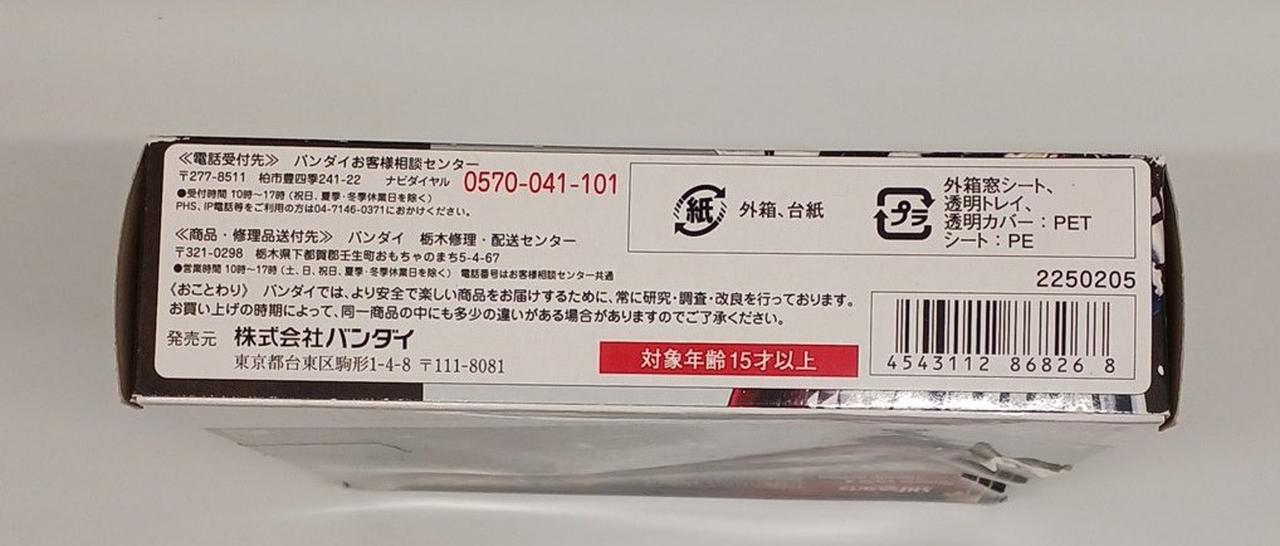 ≪電話受付先≫ バンダイお客様相談センター
〒277-8511 柏市豊四季241-22 ナビダイヤル 0570-041-101
●受付時間 10時〜17時(祝日、夏季・冬季休業日を除く)
PHS、IP電話等をご利用の方は04-7146-0371におかけください。
≪商品・修理品送付先≫ バンダイ 栃木修理・配送センター
〒321-0298 栃木県下都賀郡壬生町おもちゃのまち5-4-67
●営業時間 10時〜17時(土、日、祝日、夏季・冬季休業日を除く) 電話番号はお客様相談センター共通
《おことわり》 バンダイでは、より安全で楽しい商品をお届けするために、常に研究・調査・改良を行っております。
お買い上げの時期によって、同一商品の中にも多少の違いがある場合がありますのでご了承ください。
発売元 株式会社バンダイ
東京都台東区駒形1-4-8 〒111-8081
対象年齢15才以上
紙 外箱、台紙
プラ
外箱窓シート、
透明トレイ、
透明カバー：PET
シート：PE
2250205
4543112 86826 8